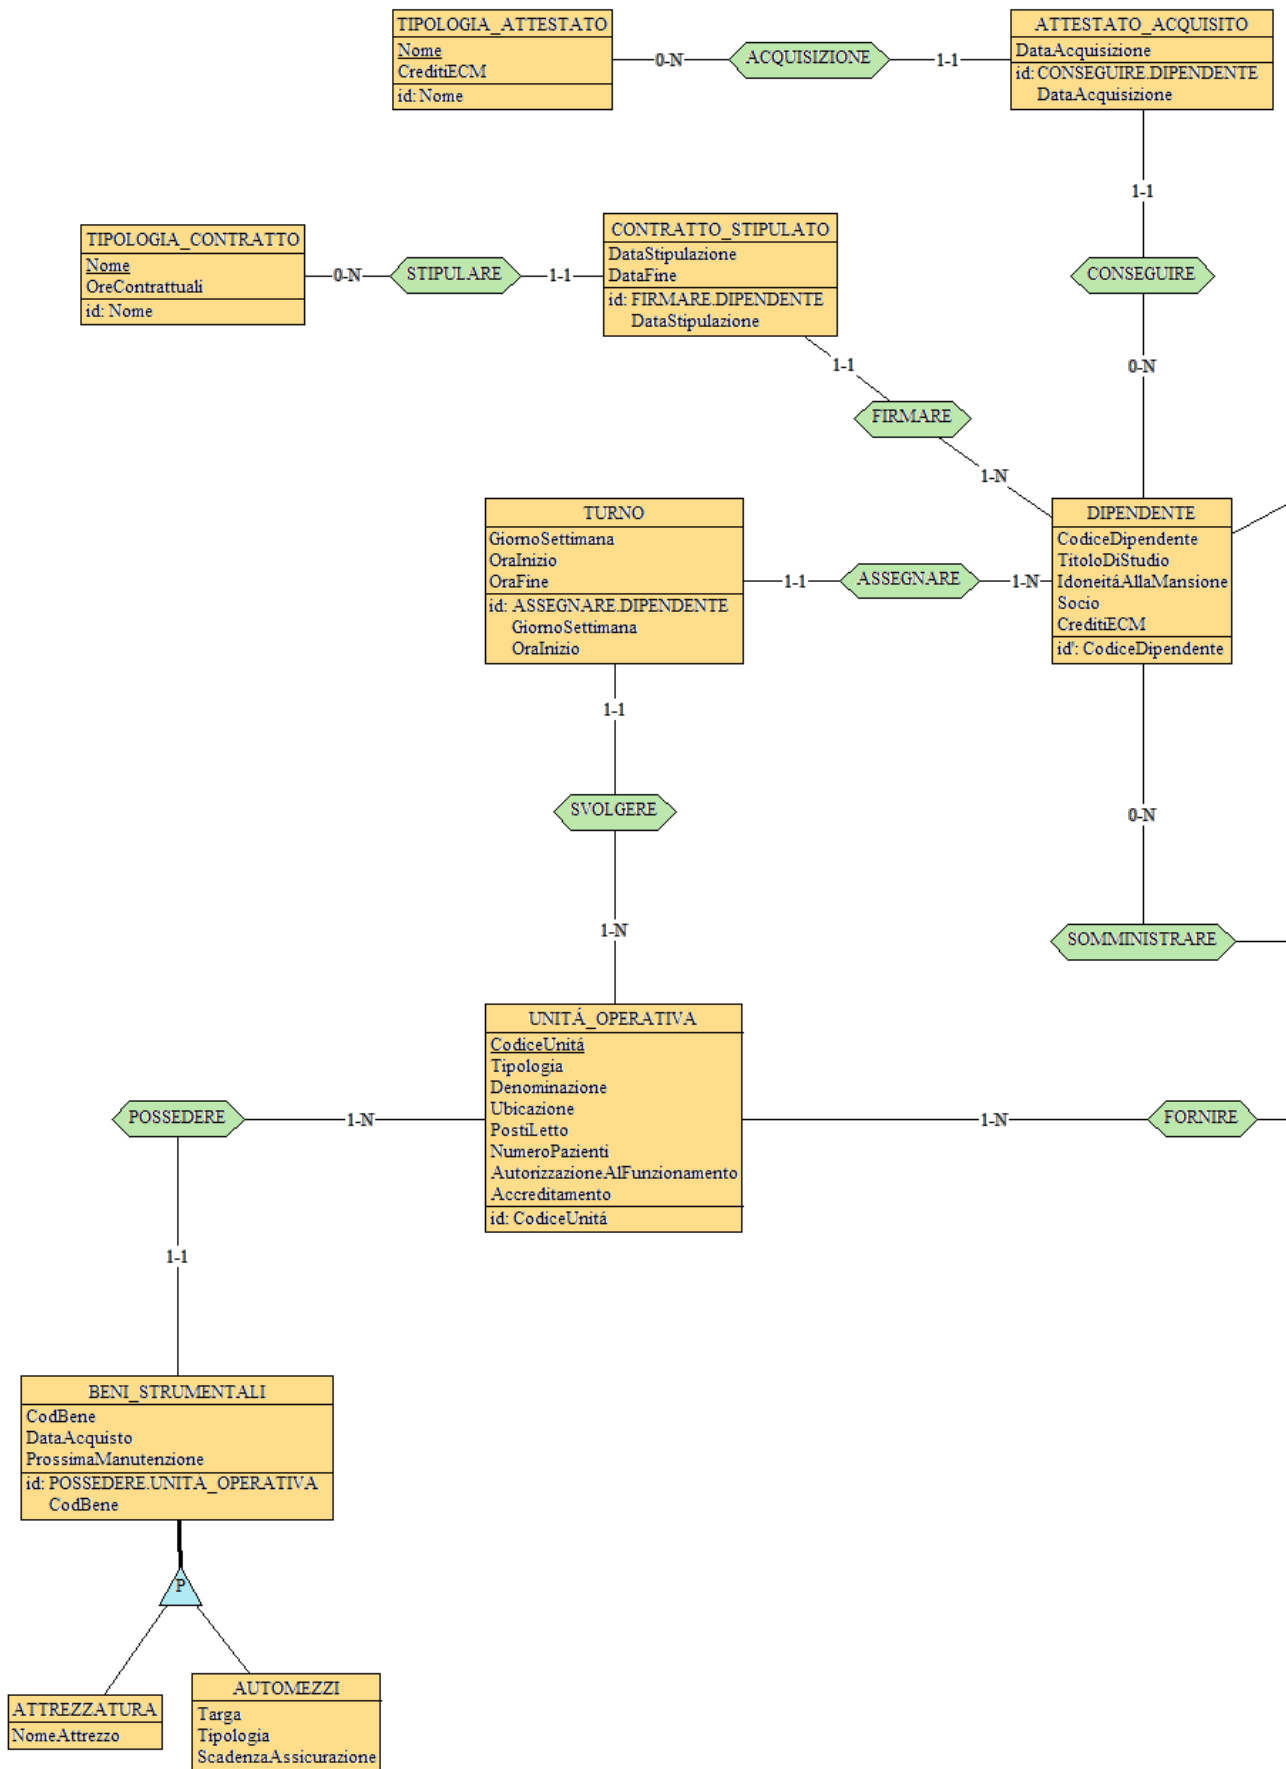 TIPOLOGIA_ATTESTATO
Nome
CreditiECM
id: Nome
0-N
ACQUISIZIONE
1-1
ATTESTATO_ACQUISITO
DataAcquisizione
id: CONSEGUIRE.DIPENDENTE
DataAcquisizione
1-1
CONSEGUIRE
0-N
TIPOLOGIA_CONTRATTO
Nome
OreContrattuali
id: Nome
0-N
STIPULARE
1-1
CONTRATTO_STIPULATO
DataStipulazione
DataFine
id: FIRMARE.DIPENDENTE
DataStipulazione
1-1
FIRMARE
1-N
TURNO
GiornoSettimana
OraInizio
OraFine
id: ASSEGNARE.DIPENDENTE
GiornoSettimana
OraInizio
1-1
ASSEGNARE
1-N
DIPENDENTE
CodiceDipendente
TitoloDiStudio
IdoneitáAllaMansione
Socio
CreditiECM
id': CodiceDipendente
1-1
SVOLGERE
1-N
0-N
SOMMINISTRARE
UNITÁ_OPERATIVA
CodiceUnitá
Tipologia
Denominazione
Ubicazione
PostiLetto
NumeroPazienti
AutorizzazioneAlFunzionamento
Accreditamento
id: CodiceUnitá
POSSEDERE
1-N
1-N
FORNIRE
1-1
BENI_STRUMENTALI
CodBene
DataAcquisto
ProssimaManutenzione
id: POSSEDERE.UNITÁ_OPERATIVA
CodBene
P
ATTREZZATURA
NomeAttrezzo
AUTOMEZZI
Targa
Tipologia
ScadenzaAssicurazione